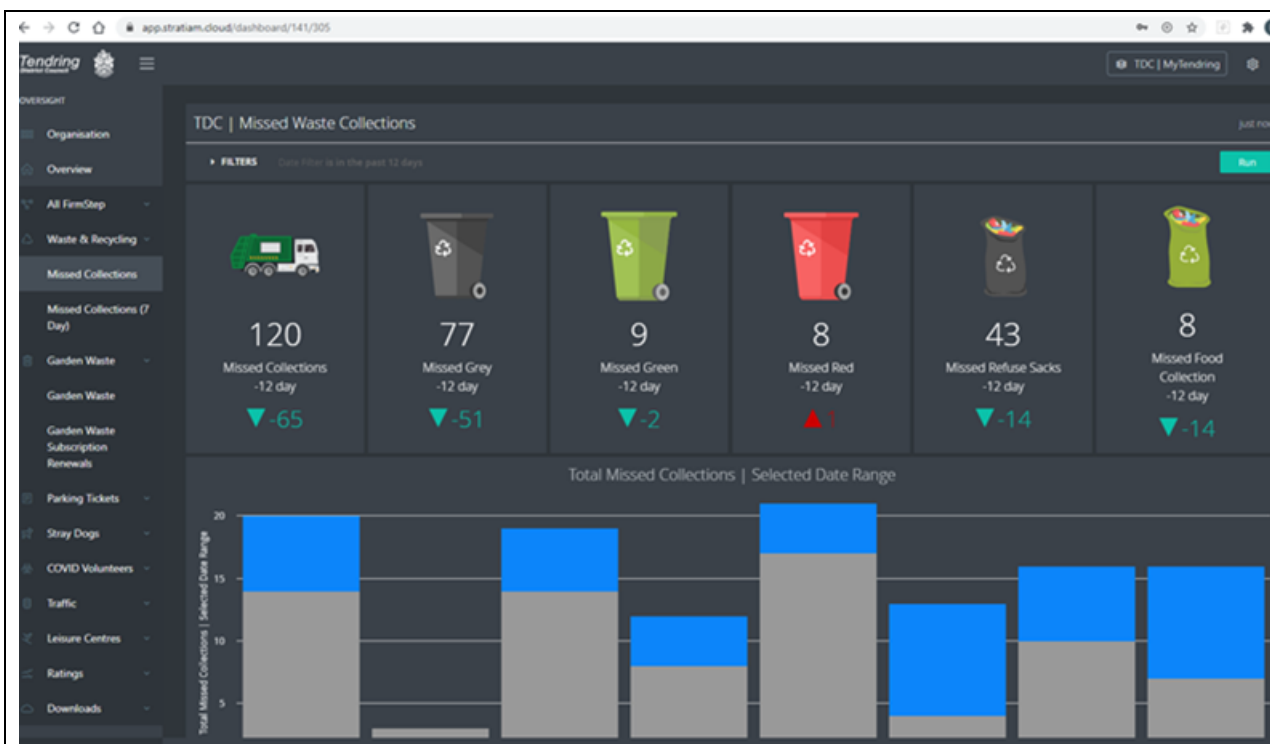 app.stratiam.cloud/dashboard/141/305
Tendring
District Council
TDC | MyTendring
OVERSIGHT
Organisation
Overview
All FirmStep
Waste & Recycling
Missed Collections
Missed Collections (7
Day)
Garden Waste
Garden Waste
Garden Waste
Subscription
Renewals
Parking Tickets
Stray Dogs
COVID Volunteers
Traffic
Leisure Centres
Ratings
Downloads
TDC | Missed Waste Collections
just now
FILTERS
Data Filter is in the past 12 days
Run
120
Missed Collections
-12 day
▼-65
77
Missed Grey
-12 day
▼-51
9
Missed Green
-12 day
▼-2
8
Missed Red
-12 day
▲1
43
Missed Refuse Sacks
-12 day
▼-14
8
Missed Food
Collection
-12 day
▼-14
Total Missed Collections | Selected Date Range
Total Missed Collections | Selected Date Range
20
15
10
5